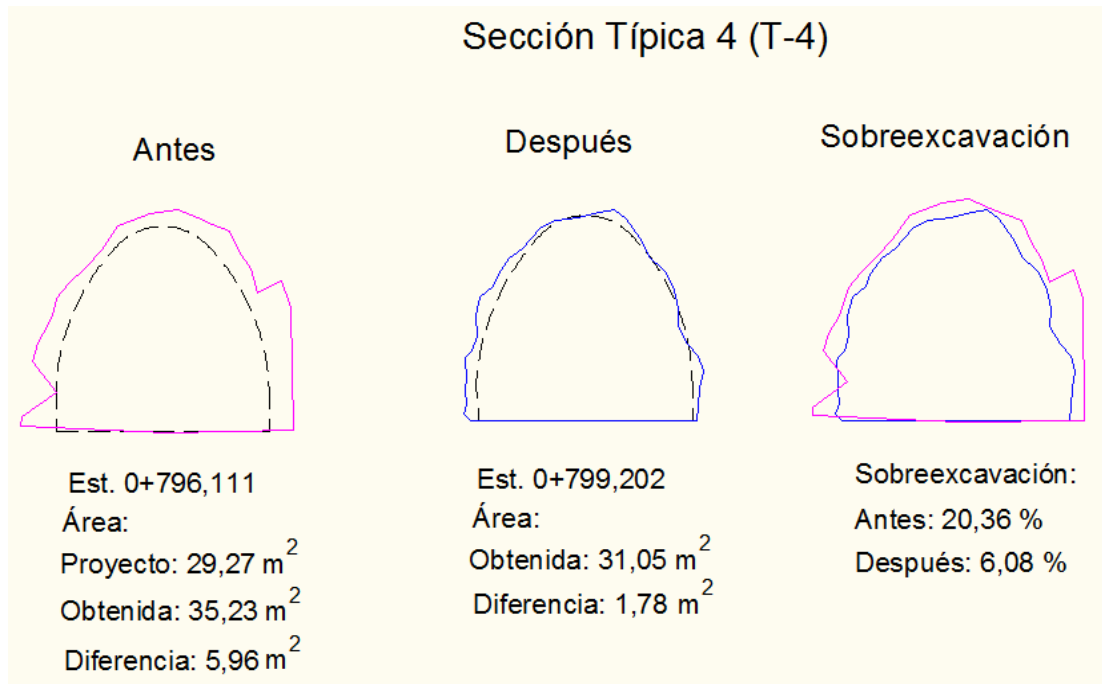 Sección Típica 4 (T-4)
Antes
Después
Sobreexcavación
Est. 0+796,111
Área:
Proyecto: 29,27 m²
Obtenida: 35,23 m²
Diferencia: 5,96 m²
Est. 0+799,202
Área:
Obtenida: 31,05 m²
Diferencia: 1,78 m²
Sobreexcavación:
Antes: 20,36 %
Después: 6,08 %